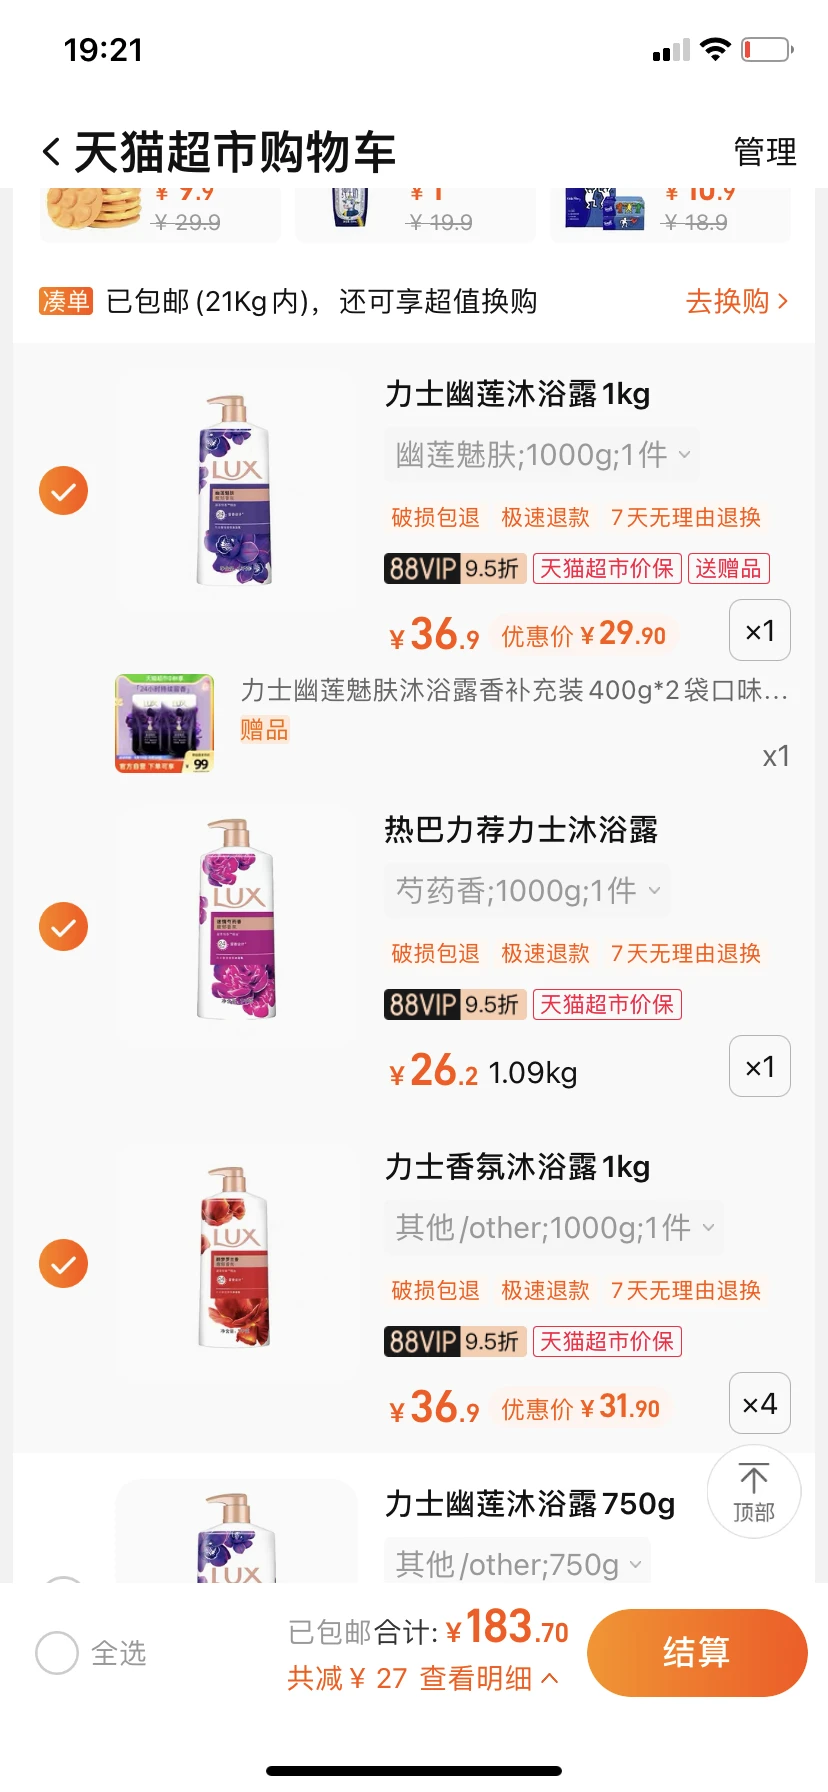 19:21
天猫超市购物车
管理
¥9.9
¥1
¥10.9
¥29.9
¥19.9
¥18.9
凑单 已包邮(21Kg内)，还可享超值换购
去换购
力士幽莲沐浴露1kg
幽莲魅肤;1000g;1件
破损包退 极速退款 7天无理由退换
88VIP 9.5折 天猫超市价保 送赠品
¥36.9 优惠价¥29.90
×1
力士幽莲魅肤沐浴露香补充装400g*2袋口味...
赠品
x1
热巴力荐力士沐浴露
芍药香;1000g;1件
破损包退 极速退款 7天无理由退换
88VIP 9.5折 天猫超市价保
¥26.2 1.09kg
×1
力士香氛沐浴露1kg
其他/other;1000g;1件
破损包退 极速退款 7天无理由退换
88VIP 9.5折 天猫超市价保
¥36.9 优惠价¥31.90
×4
力士幽莲沐浴露750g
其他/other;750g
顶部
LUX
LUX
LUX
LUX
99
全选
已包邮合计:¥183.70
共减¥27 查看明细
结算